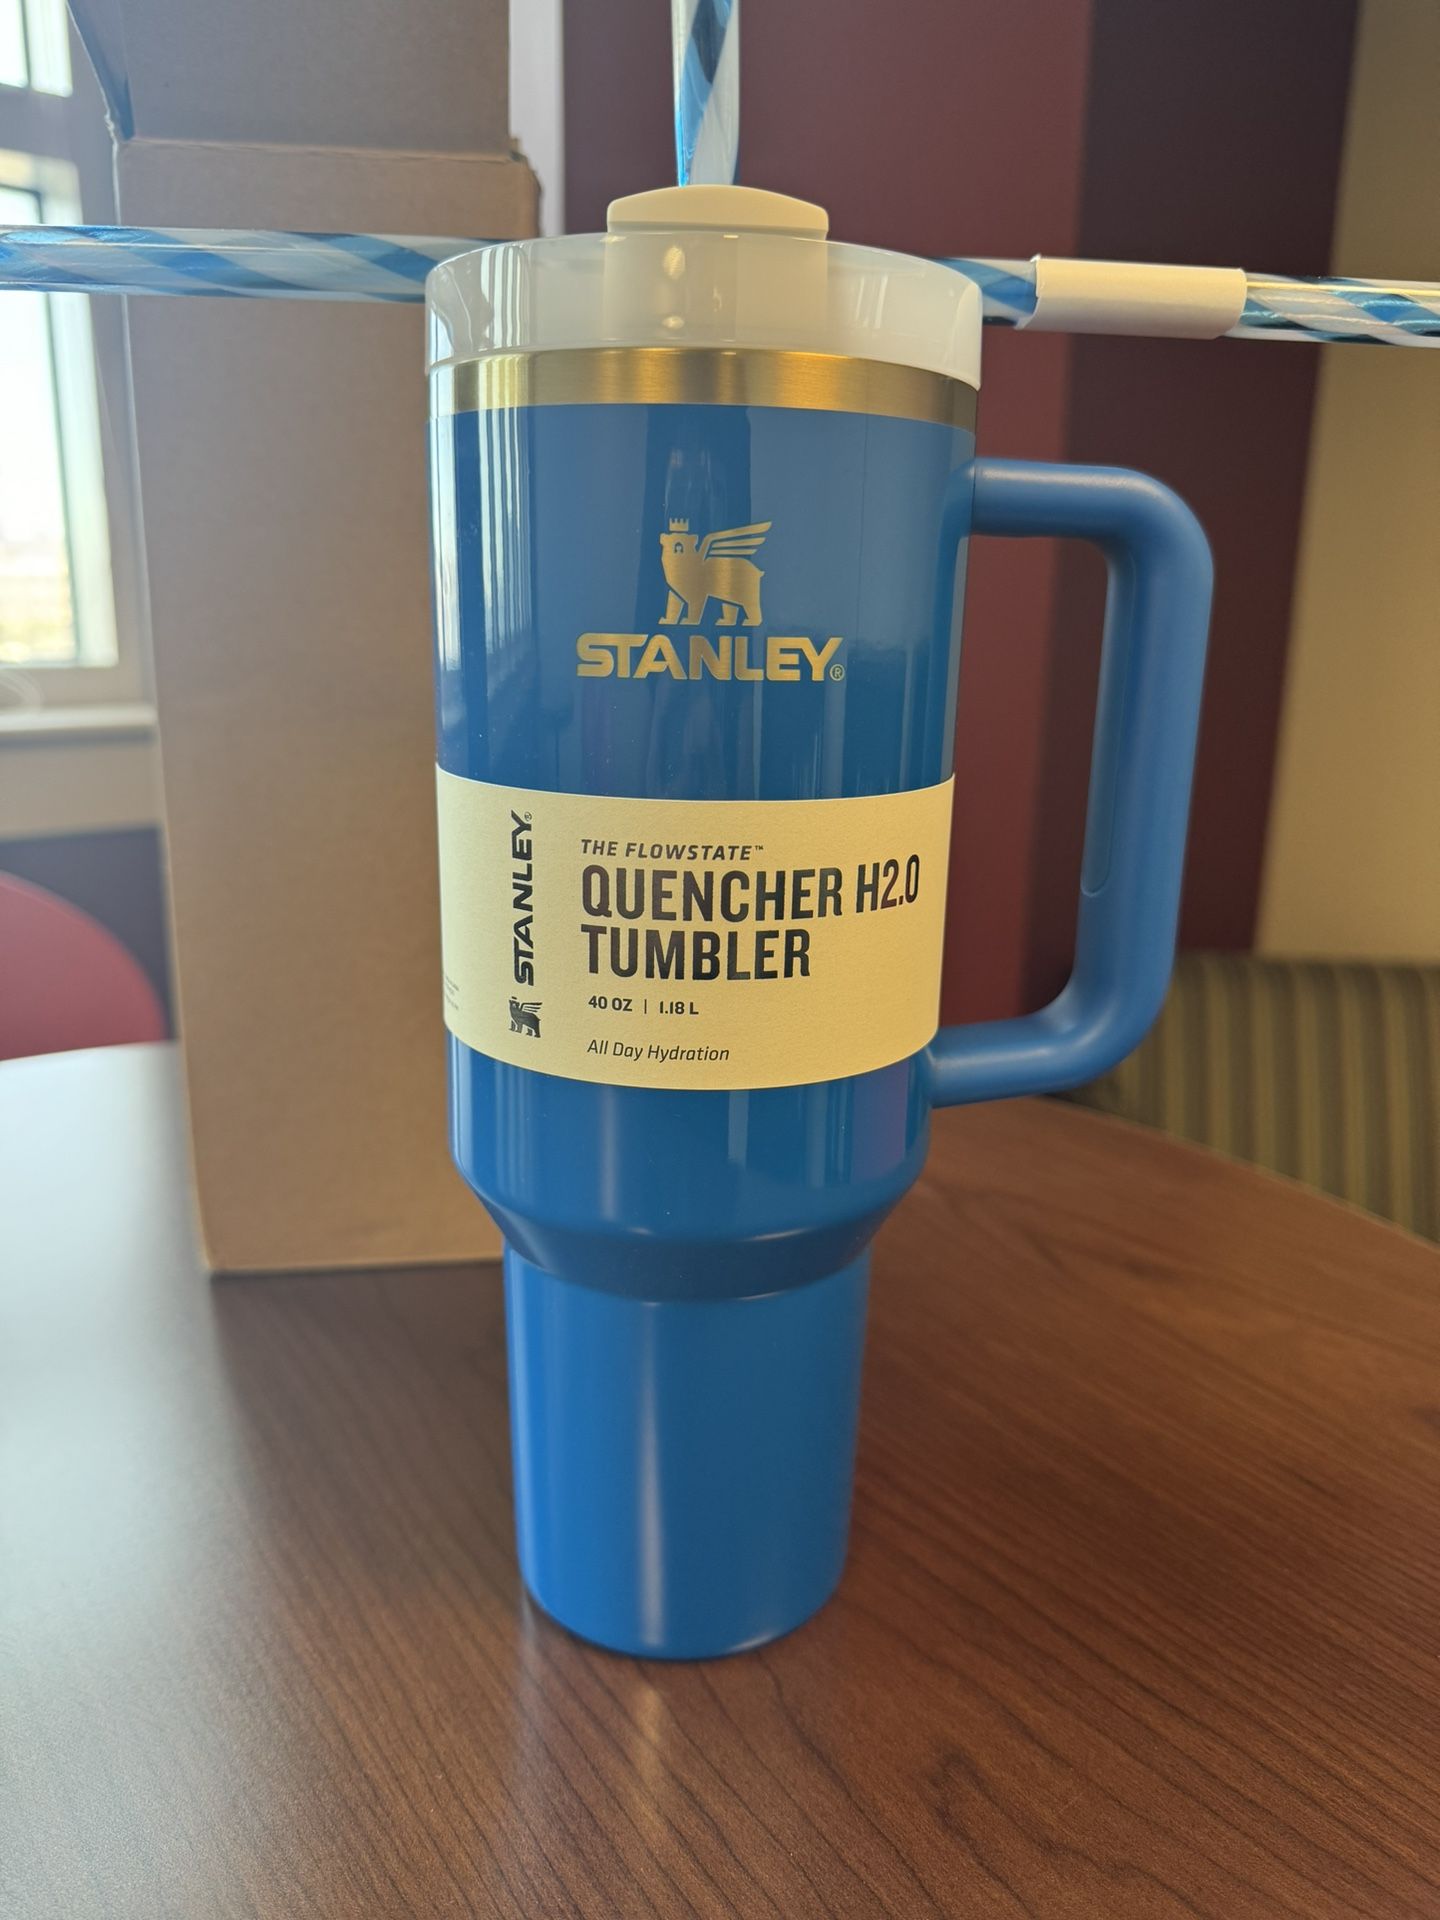 STANLEY®
STANLEY®
THE FLOWSTATE™
QUENCHER H2.0
TUMBLER
40 OZ | 1.18 L
All Day Hydration